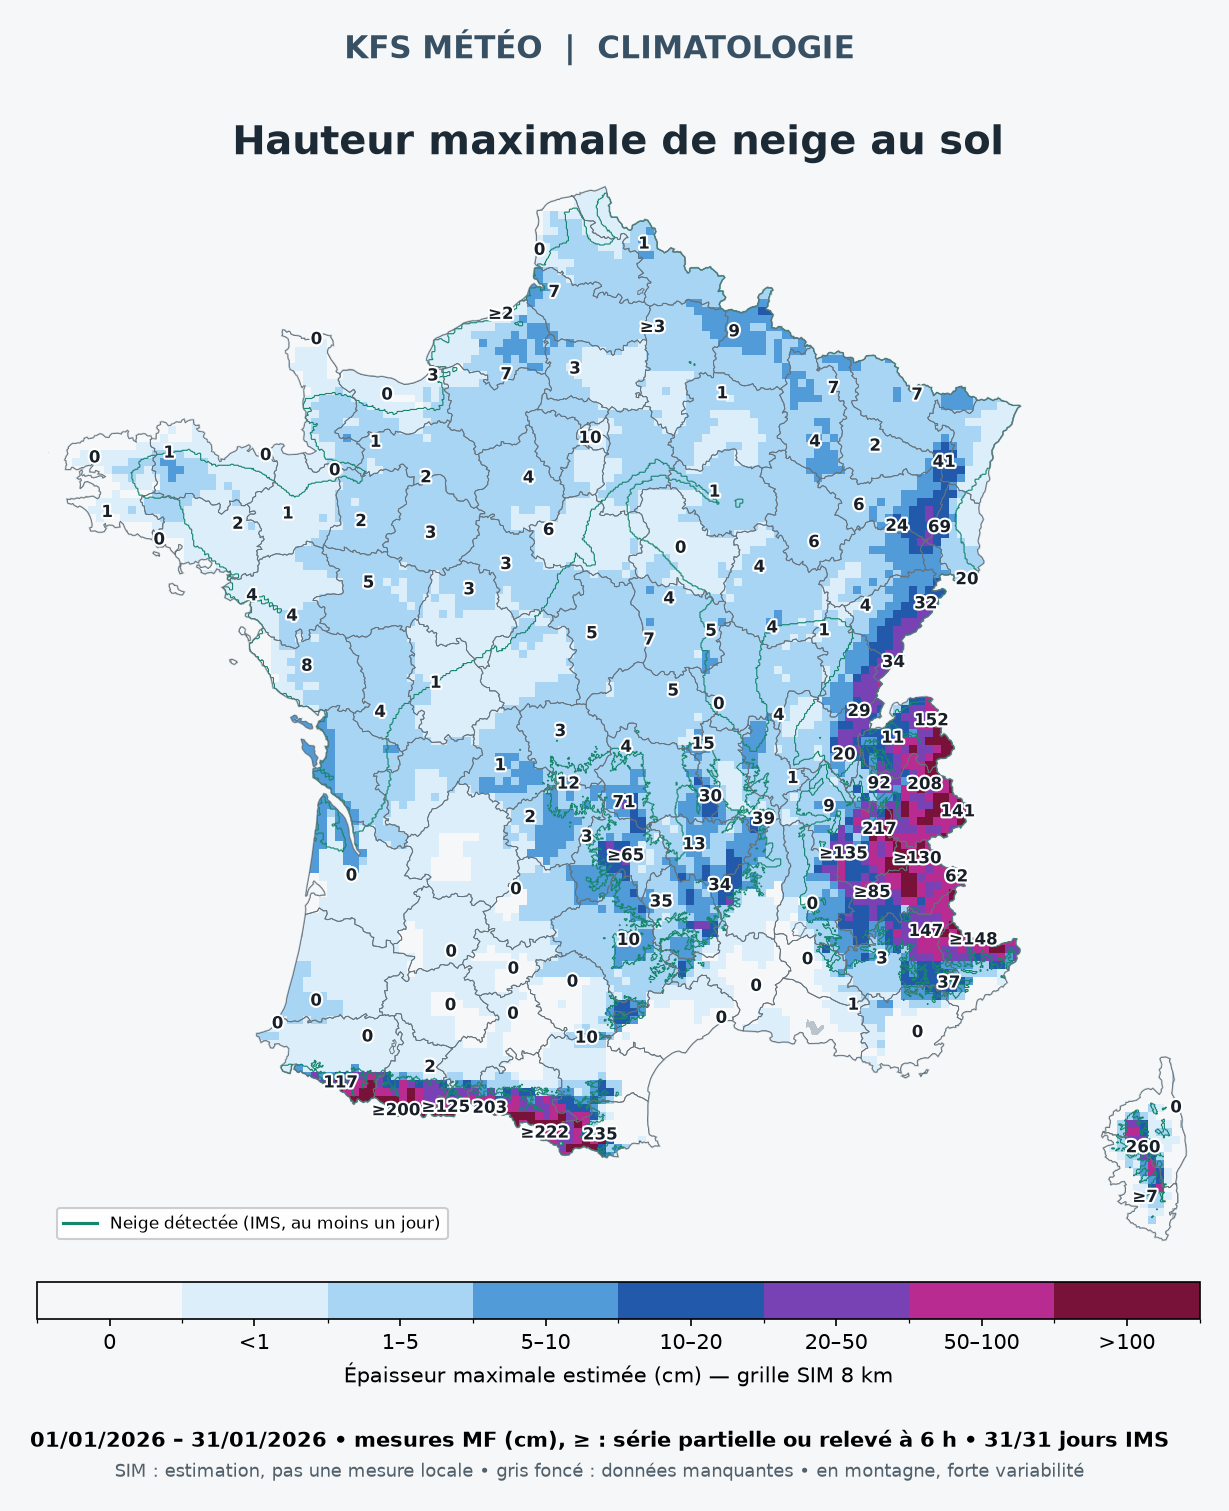 KFS MÉTÉO | CLIMATOLOGIE
Hauteur maximale de neige au sol
0 1
7
≥2
≥3 9
0
3
3 7 7 7
0 1
10
1 4 2
0 1 0 0 41
2 4 1
1 2 1 2 6
3 6 24 69
0 0 6
3 4 20
5 3
4 4 4 32
4
5 7 5 4 1
8 34
1 5
4 0 4 29
152
3 4 15 11
20
1 12 1 92 208
71 30
2 9 141
3 39 217
13
≥65 ≥135 ≥130
0 62
0 34 ≥85
35 0
10 147 ≥148
0 0 3
0
0 0 37
0 0 0 1
0 0
0 0 10
2
117
≥200 ≥125 203
≥222 235
0
260
≥7
Neige détectée (IMS, au moins un jour)
0 <1 1–5 5–10 10–20 20–50 50–100 >100
Épaisseur maximale estimée (cm) — grille SIM 8 km
01/01/2026 – 31/01/2026 • mesures MF (cm), ≥ : série partielle ou relevé à 6 h • 31/31 jours IMS
SIM : estimation, pas une mesure locale • gris foncé : données manquantes • en montagne, forte variabilité